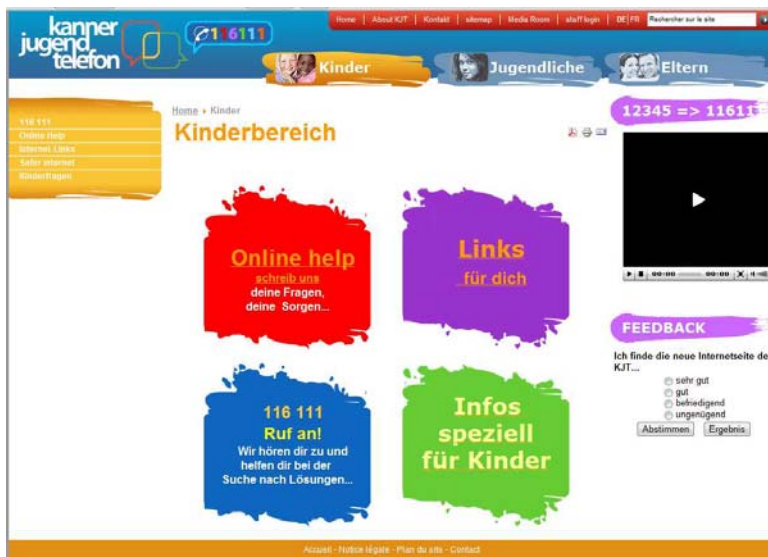 kanner
jugend
telefon
116111
Home | About KJT | Kontakt | sitemap | Media Room | staff login | DE | FR
Rechercher sur le site
Kinder
Jugendliche
Eltern
116 111
Online Help
Internet Links
Safer Internet
Kinderfragen
Home Kinder
Kinderbereich
Online help
schreib uns
deine Fragen,
deine Sorgen...
Links
für dich
116 111
Ruf an!
Wir hören dir zu und
helfen dir bei der
Suche nach Lösungen...
Infos
speziell
für Kinder
12345 => 11611
00:00 00:00
FEEDBACK
Ich finde die neue Internetseite de
KJT...
sehr gut
gut
befriedigend
ungenügend
Abstimmen Ergebnis
Accueil - Notice légale - Plan du site - Contact